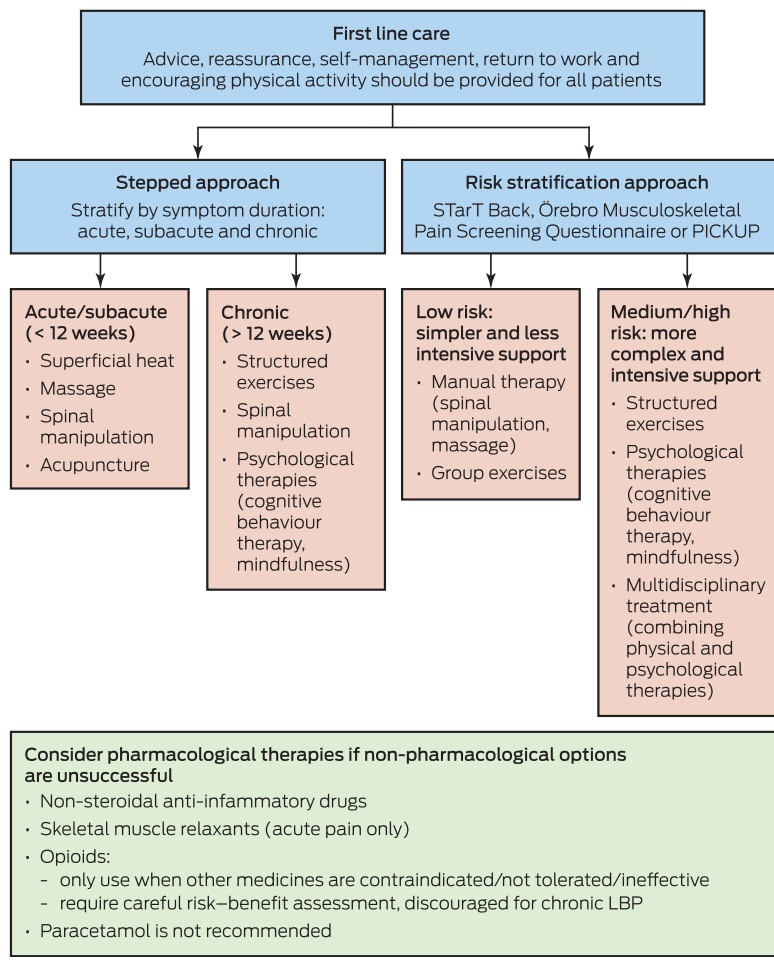 First line care
Advice, reassurance, self-management, return to work and
encouraging physical activity should be provided for all patients
Stepped approach
Stratify by symptom duration:
acute, subacute and chronic
Risk stratification approach
STarT Back, Örebro Musculoskeletal
Pain Screening Questionnaire or PICKUP
Acute/subacute
(< 12 weeks)
· Superficial heat
· Massage
· Spinal
manipulation
· Acupuncture
Chronic
(> 12 weeks)
· Structured
exercises
· Spinal
manipulation
· Psychological
therapies
(cognitive
behaviour
therapy,
mindfulness)
Low risk:
simpler and less
intensive support
· Manual therapy
(spinal
manipulation,
massage)
· Group exercises
Medium/high
risk: more
complex and
intensive support
· Structured
exercises
· Psychological
therapies
(cognitive
behaviour
therapy,
mindfulness)
· Multidisciplinary
treatment
(combining
physical and
psychological
therapies)
Consider pharmacological therapies if non-pharmacological options
are unsuccessful
· Non-steroidal anti-infammatory drugs
· Skeletal muscle relaxants (acute pain only)
· Opioids:
- only use when other medicines are contraindicated/not tolerated/ineffective
- require careful risk–benefit assessment, discouraged for chronic LBP
· Paracetamol is not recommended